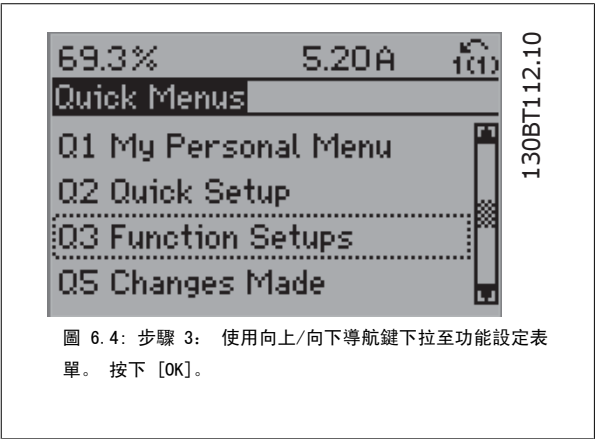 69.3% 5.20A 1(1)
Quick Menus
Q1 My Personal Menu
Q2 Quick Setup
Q3 Function Setups
Q5 Changes Made
130BT112.10
圖 6.4: 步驟 3： 使用向上/向下導航鍵下拉至功能設定表
單。 按下 [OK]。